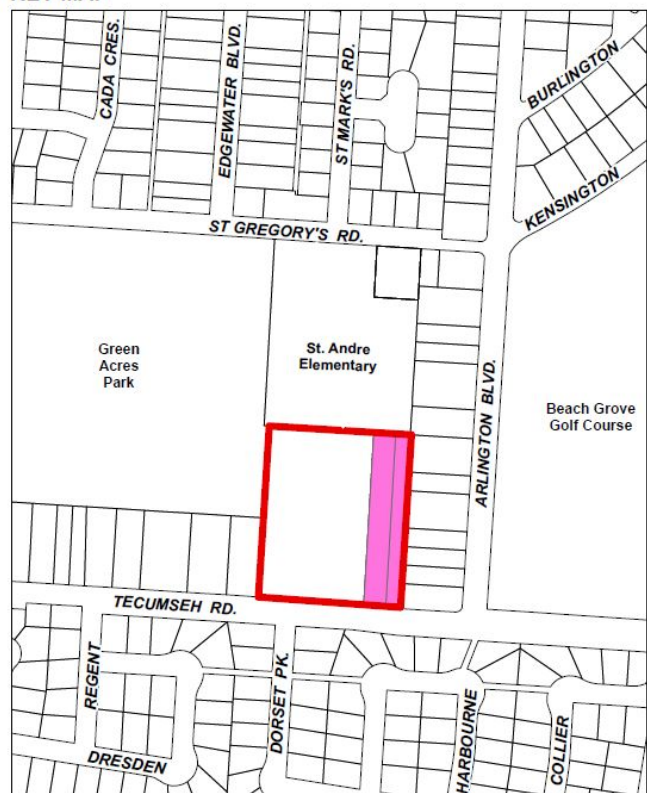 CADA CRES.
EDGEWATER BLVD.
ST MARK'S RD.
BURLINGTON
KENSINGTON
ST GREGORY'S RD.
Green
Acres
Park
St. Andre
Elementary
ARLINGTON BLVD.
Beach Grove
Golf Course
TECUMSEH RD.
REGENT
DORSET PK.
HARBOURNE
COLLIER
DRESDEN